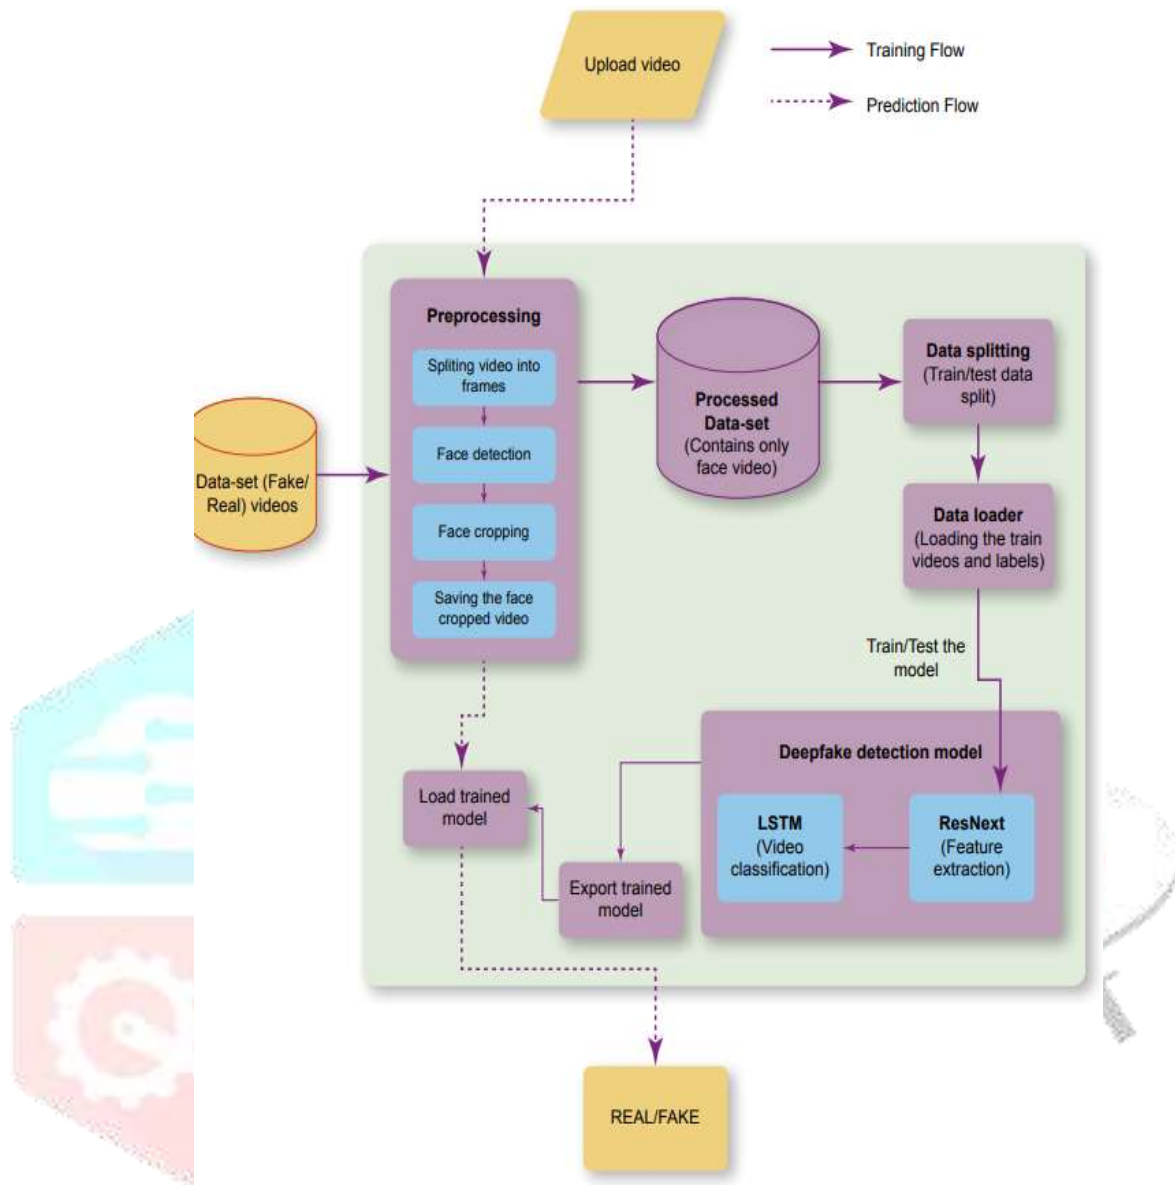 Upload video
Training Flow
Prediction Flow
Preprocessing
Spliting video into
frames
Face detection
Face cropping
Saving the face
cropped video
Data-set (Fake/
Real) videos
Processed
Data-set
(Contains only
face video)
Data splitting
(Train/test data
split)
Data loader
(Loading the train
videos and labels)
Train/Test the
model
Deepfake detection model
LSTM
(Video
classification)
ResNext
(Feature
extraction)
Load trained
model
Export trained
model
REAL/FAKE